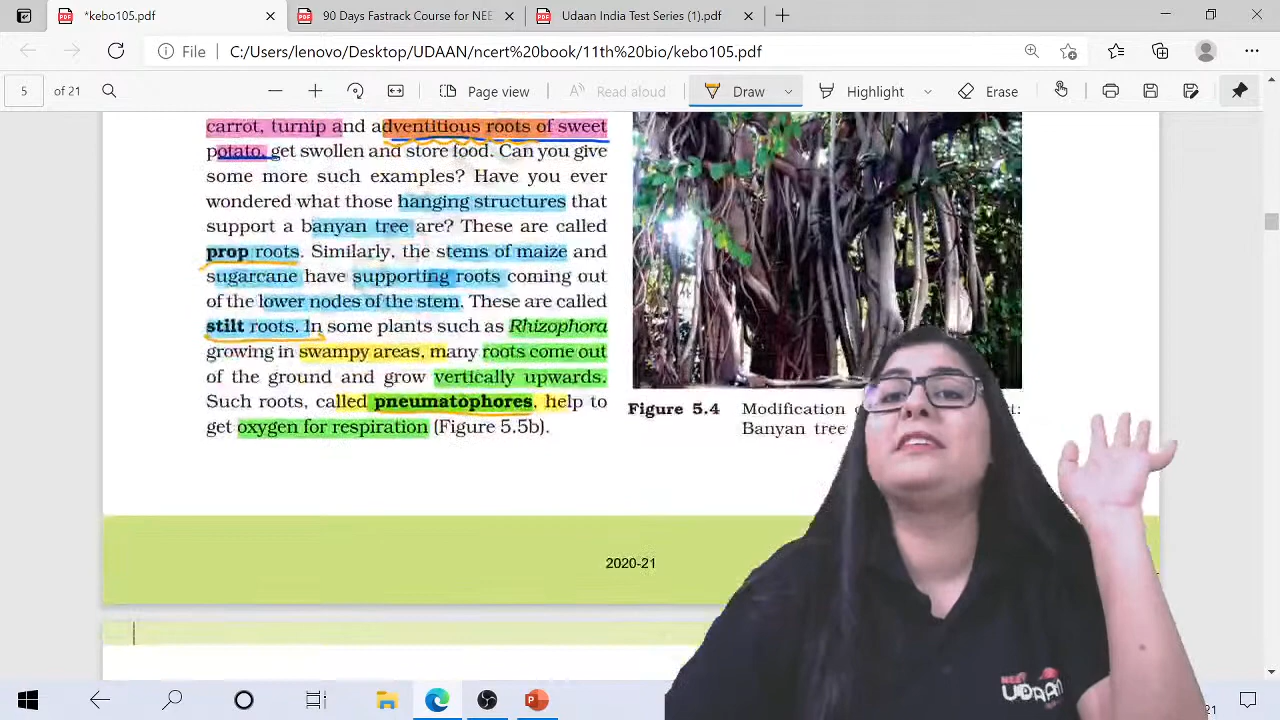 *kebo105.pdf
90 Days Fastrack Course for NEE
Udaan India Test Series (1).pdf
File
C:/Users/lenovo/Desktop/UDAAN/ncert%20book/11th%20bio/kebo105.pdf
5
of 21
Page view
Read aloud
Draw
Highlight
Erase
carrot, turnip and adventitious roots of sweet
potato, get swollen and store food. Can you give
some more such examples? Have you ever
wondered what those hanging structures that
support a banyan tree are? These are called
prop roots. Similarly, the stems of maize and
sugarcane have supporting roots coming out
of the lower nodes of the stem. These are called
stilt roots. In some plants such as Rhizophora
growing in swampy areas, many roots come out
of the ground and grow vertically upwards.
Such roots, called pneumatophores, help to
get oxygen for respiration (Figure 5.5b).
Figure 5.4 Modification
Banyan tree
2020-21
NEET
UDAAN
21